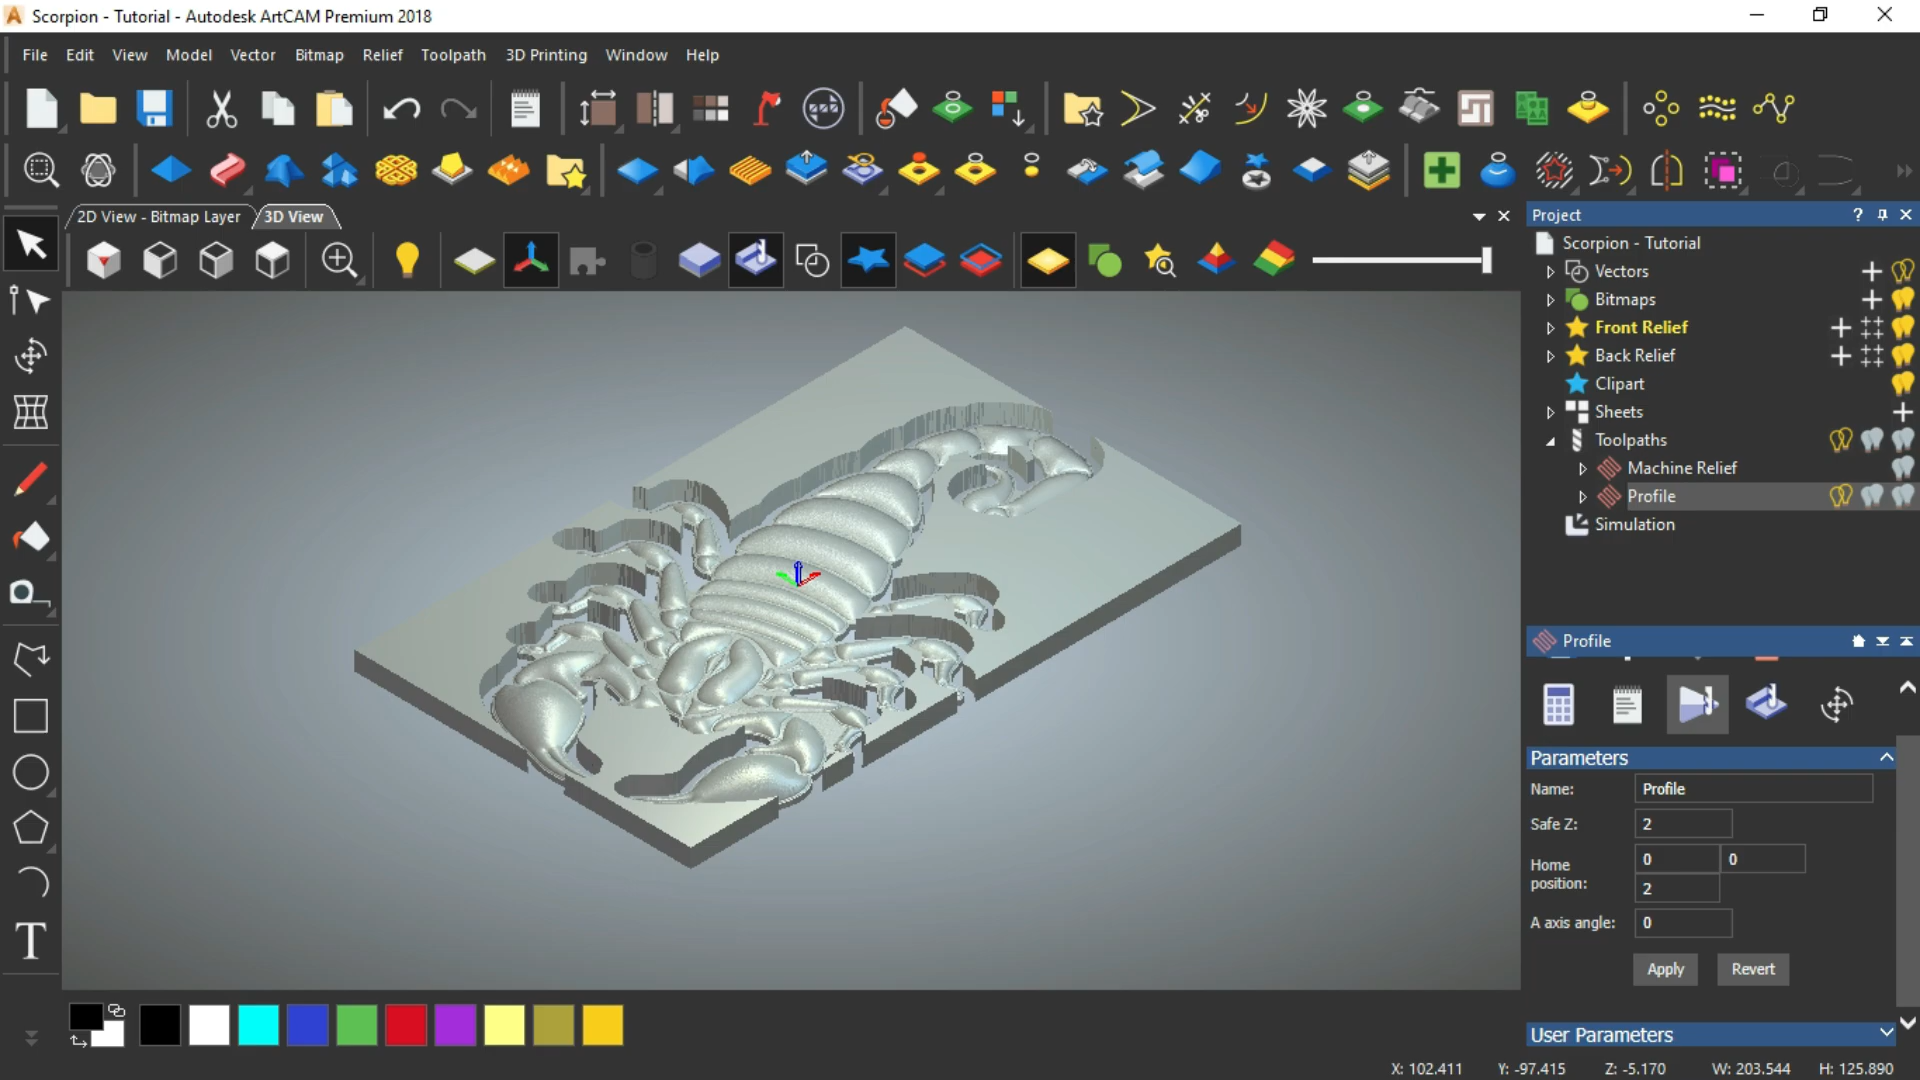 Scorpion - Tutorial - Autodesk ArtCAM Premium 2018
File Edit View Model Vector Bitmap Relief Toolpath 3D Printing Window Help
2D View - Bitmap Layer 3D View
Project
Scorpion - Tutorial
Vectors
Bitmaps
Front Relief
Back Relief
Clipart
Sheets
Toolpaths
Machine Relief
Profile
Simulation
Profile
Parameters
Name: Profile
Safe Z: 2
Home position: 0 0
2
A axis angle: 0
Apply Revert
User Parameters
X: 102.411 Y: -97.415 Z: -5.170 W: 203.544 H: 125.890